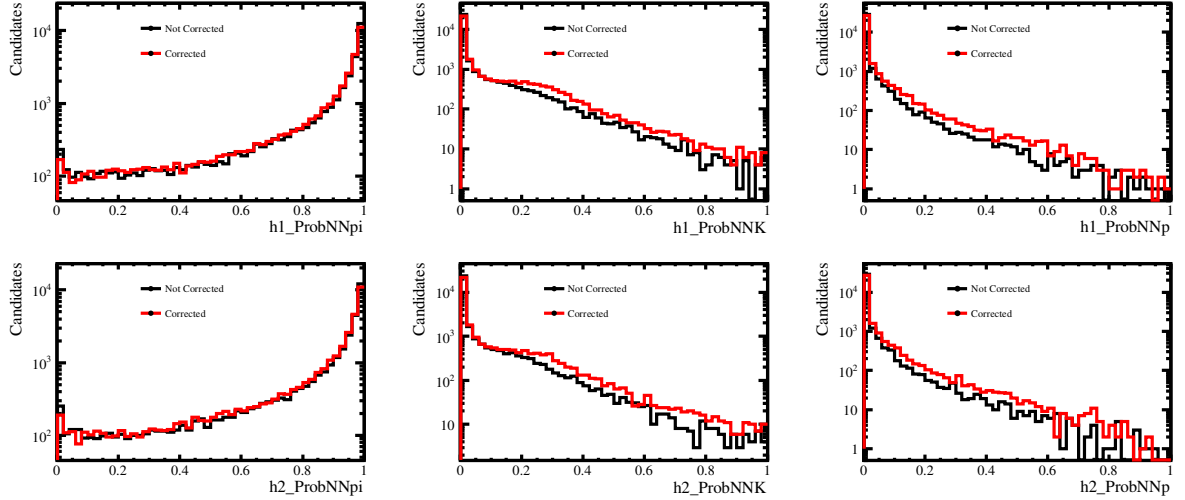 Candidates
10⁴
10³
10²
Not Corrected
Corrected
0 0.2 0.4 0.6 0.8 1
h1_ProbNNpi
Candidates
10⁴
10³
10²
10
1
Not Corrected
Corrected
0 0.2 0.4 0.6 0.8 1
h1_ProbNNK
Candidates
10⁴
10³
10²
10
1
Not Corrected
Corrected
0 0.2 0.4 0.6 0.8 1
h1_ProbNNp
Candidates
10⁴
10³
10²
Not Corrected
Corrected
0 0.2 0.4 0.6 0.8 1
h2_ProbNNpi
Candidates
10⁴
10³
10²
10
1
Not Corrected
Corrected
0 0.2 0.4 0.6 0.8 1
h2_ProbNNK
Candidates
10⁴
10³
10²
10
1
Not Corrected
Corrected
0 0.2 0.4 0.6 0.8 1
h2_ProbNNp